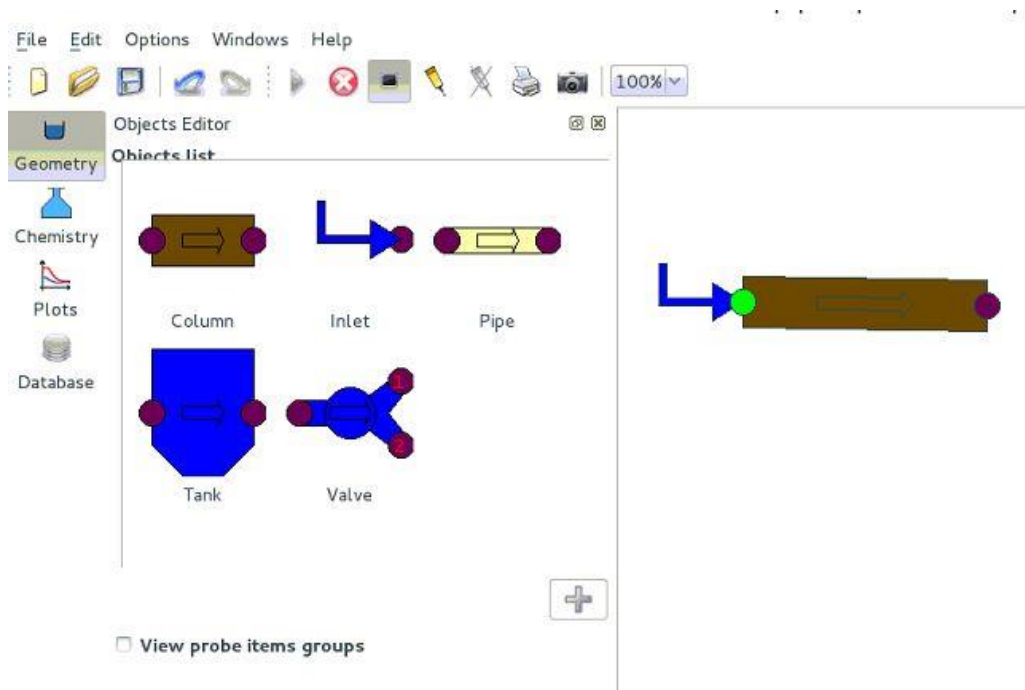 File Edit Options Windows Help
100%
Objects Editor
Objects list
Geometry
Chemistry
Plots
Database
Column Inlet Pipe
1
2
Tank Valve
View probe items groups